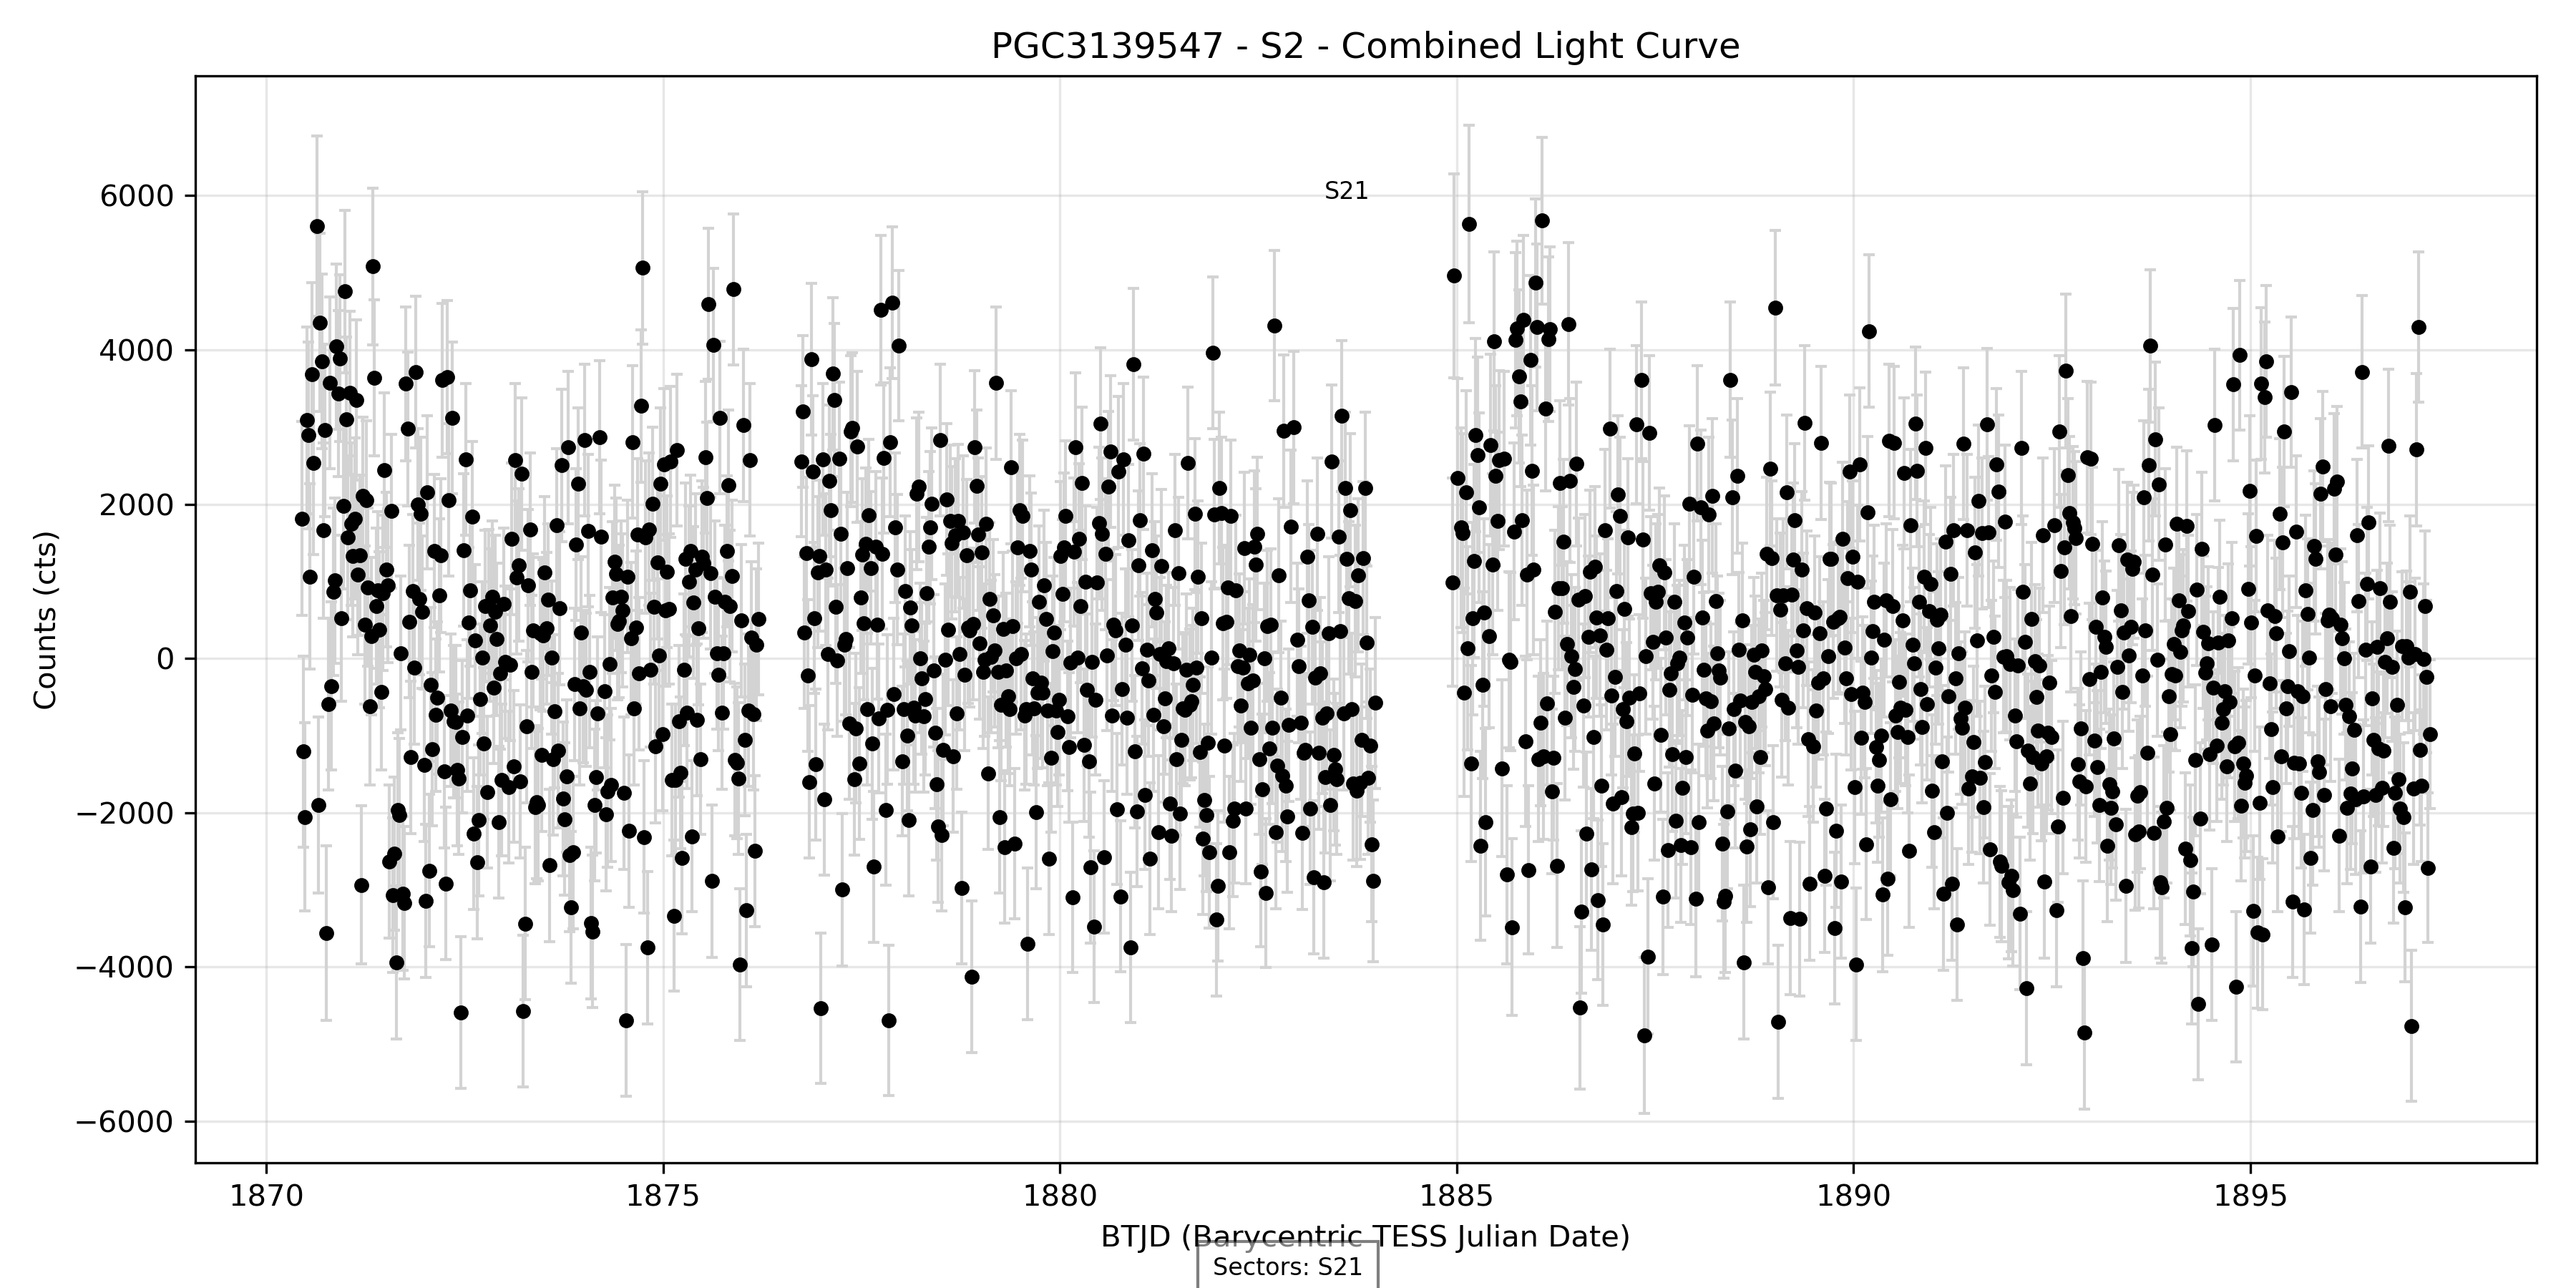 PGC3139547 - S2 - Combined Light Curve
S21
Counts (cts)
6000
4000
2000
0
−2000
−4000
−6000
1870
1875
1880
1885
1890
1895
BTJD (Barycentric TESS Julian Date)
Sectors: S21